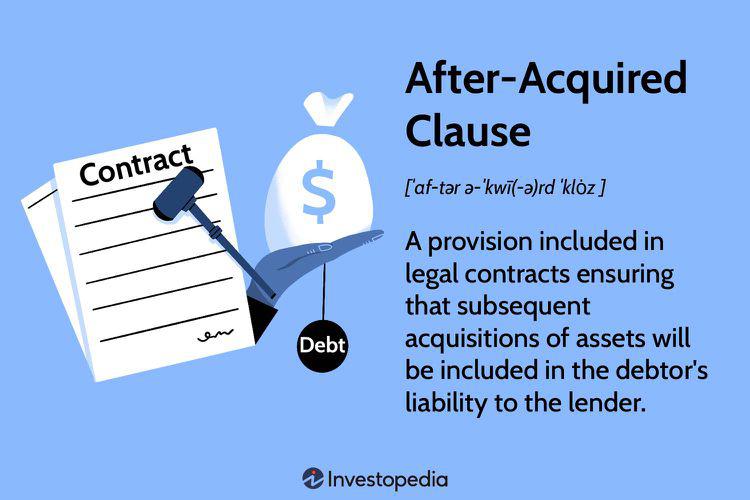 Contract
$
Debt
After-Acquired
Clause
[ˈaf-tər ə-ˈkwī(-ə)rd ˈklȯz ]
A provision included in
legal contracts ensuring
that subsequent
acquisitions of assets will
be included in the debtor's
liability to the lender.
Investopedia